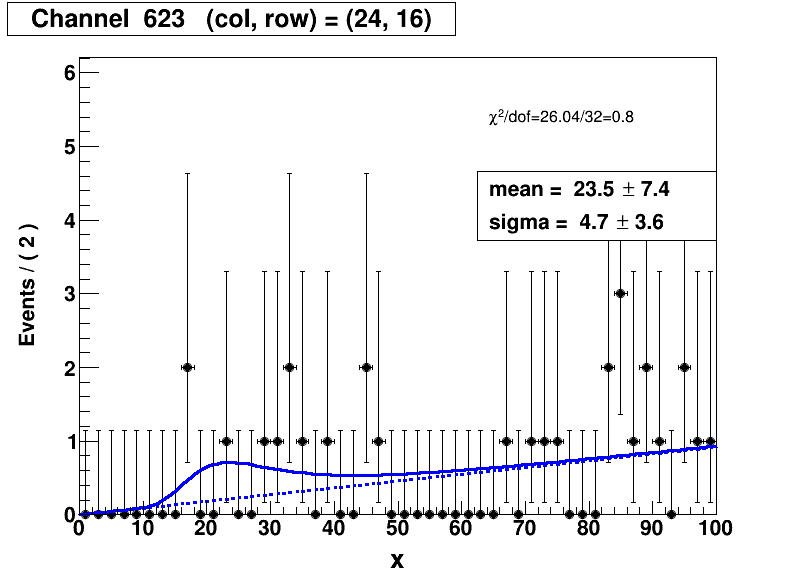 Channel 623 (col, row) = (24, 16)
χ²/dof=26.04/32=0.8
mean = 23.5 ± 7.4
sigma = 4.7 ± 3.6
Events / ( 2 )
6
5
4
3
2
1
0
0 10 20 30 40 50 60 70 80 90 100
x